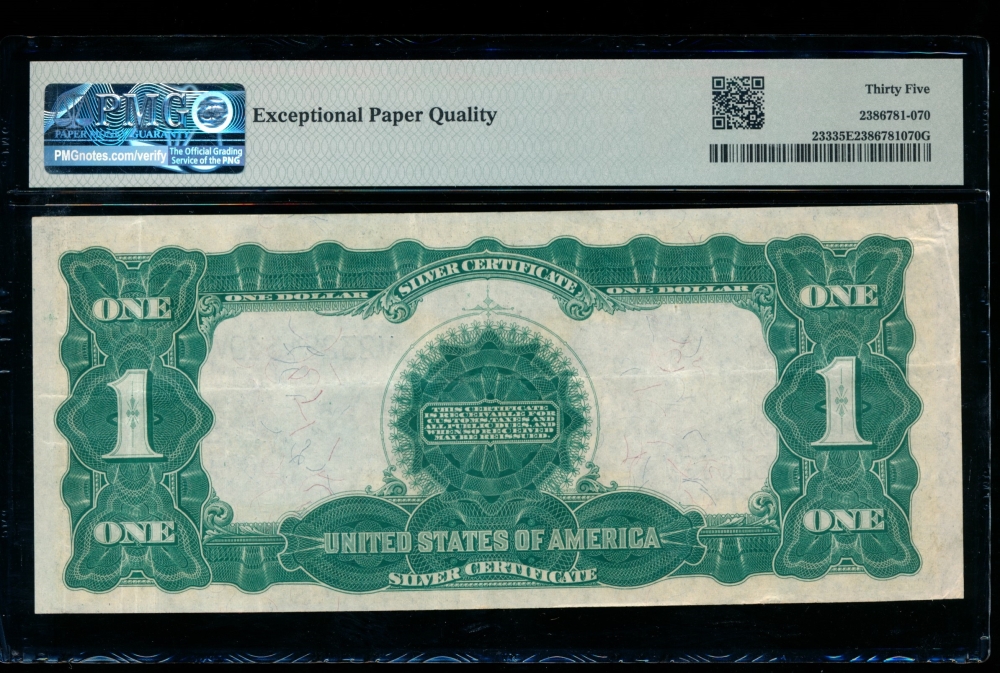 PMG
PAPER MONEY GUARANTY
PMGnotes.com/verify
The Official Grading
Service of the PNG
Exceptional Paper Quality
Thirty Five
2386781-070
23335E2386781070G
SILVER CERTIFICATE
ONE DOLLAR
ONE DOLLAR
ONE
ONE
1
1
THIS CERTIFICATE
IS RECEIVABLE FOR
CUSTOMS, TAXES AND
ALL PUBLIC DUES, AND
WHEN SO RECEIVED
MAY BE REISSUED.
ONE
ONE
UNITED STATES OF AMERICA
SILVER CERTIFICATE